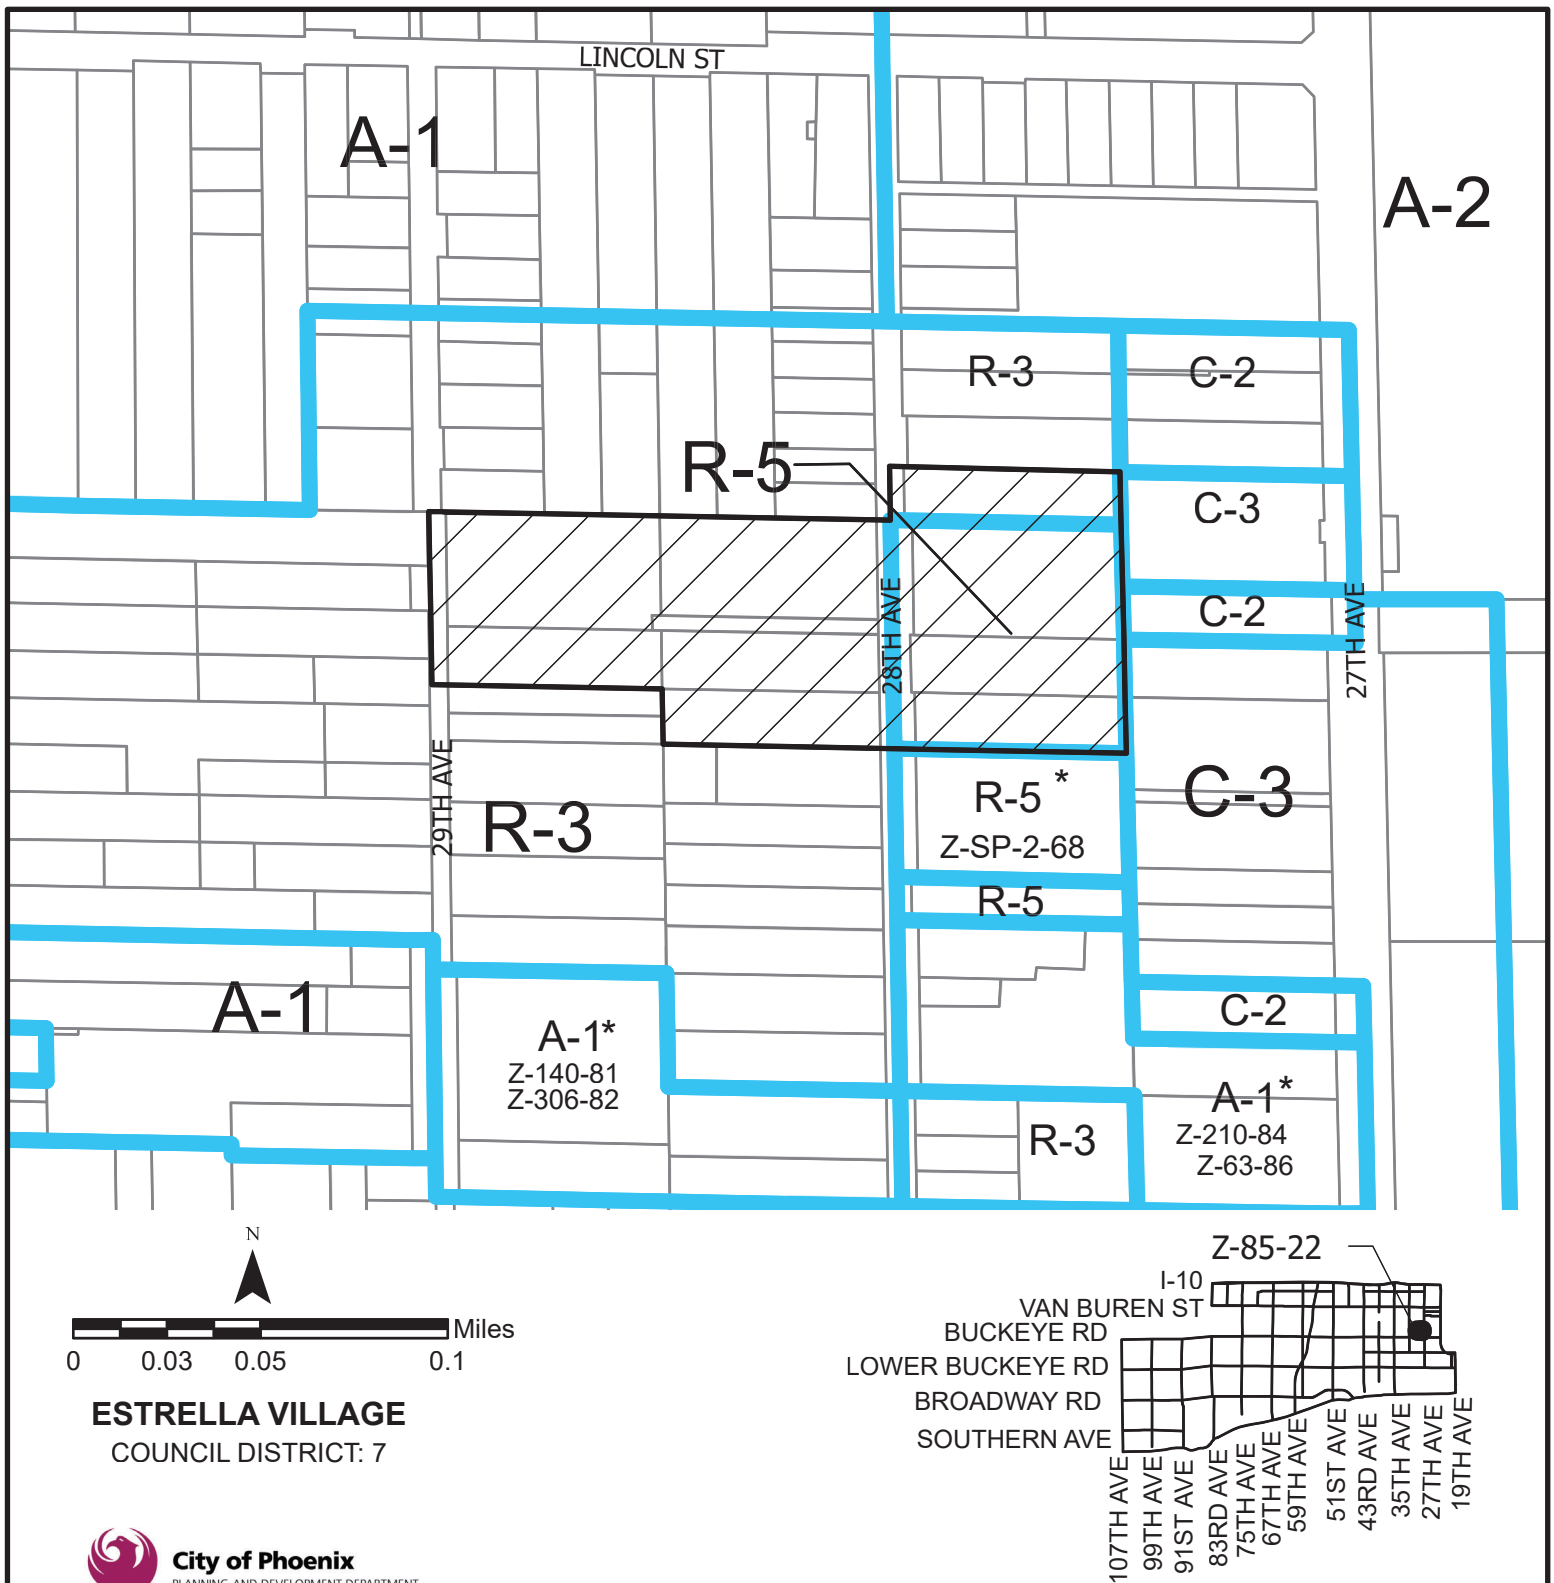 LINCOLN ST
A-1
A-2
R-3
C-2
R-5
C-3
28TH AVE
C-2
27TH AVE
29TH AVE
R-3
R-5 *
Z-SP-2-68
C-3
R-5
A-1
A-1*
Z-140-81
Z-306-82
C-2
R-3
A-1*
Z-210-84
Z-63-86
N
Miles
0 0.03 0.05 0.1
ESTRELLA VILLAGE
COUNCIL DISTRICT: 7
Z-85-22
I-10
VAN BUREN ST
BUCKEYE RD
LOWER BUCKEYE RD
BROADWAY RD
SOUTHERN AVE
107TH AVE
99TH AVE
91ST AVE
83RD AVE
75TH AVE
67TH AVE
59TH AVE
51ST AVE
43RD AVE
35TH AVE
27TH AVE
19TH AVE
City of Phoenix
PLANNING AND DEVELOPMENT DEPARTMENT